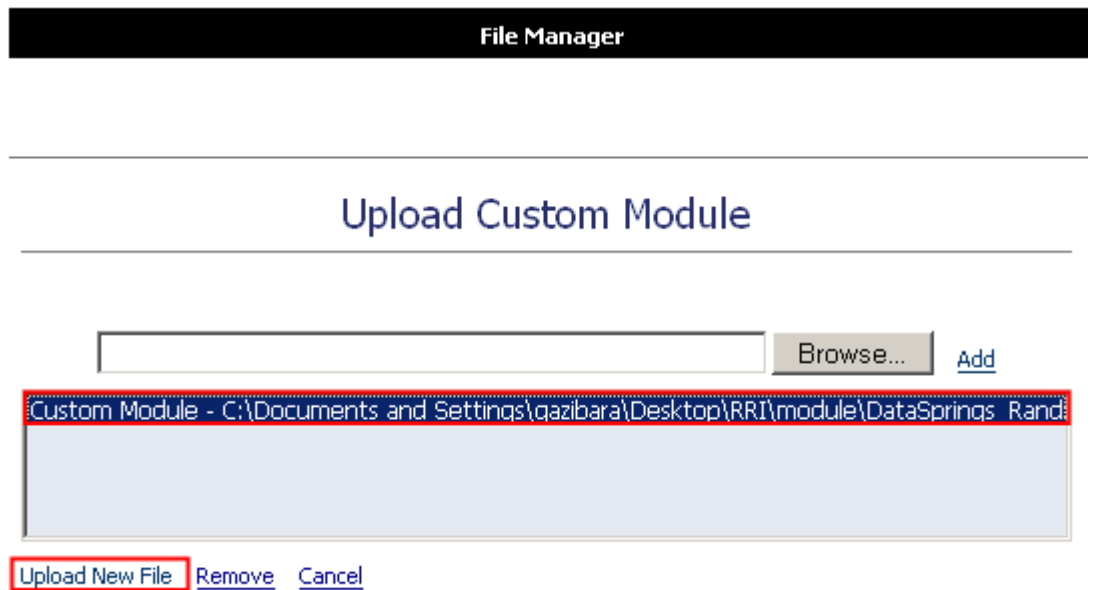 File Manager
Upload Custom Module
Browse... Add
Custom Module - C:\Documents and Settings\gazibara\Desktop\RRI\module\DataSprings_Rand
Upload New File Remove Cancel